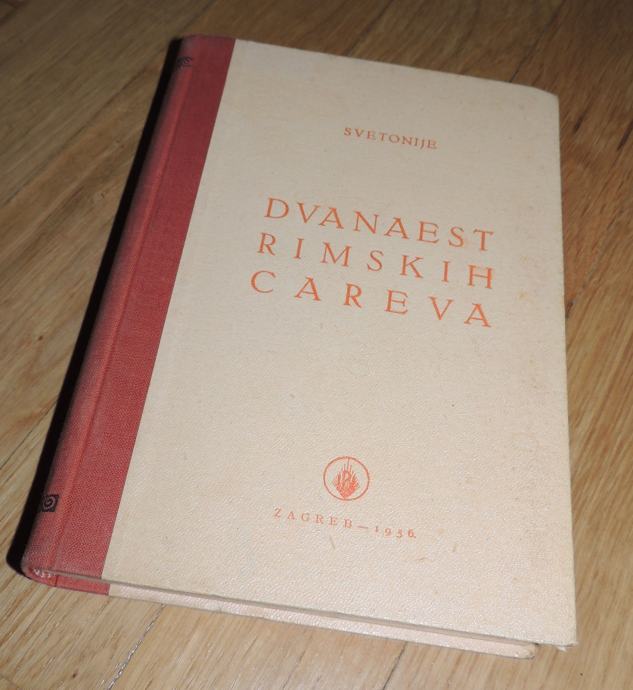 SVETONIJE
DVANAEST
RIMSKIH
CAREVA
ZAGREB—1956.